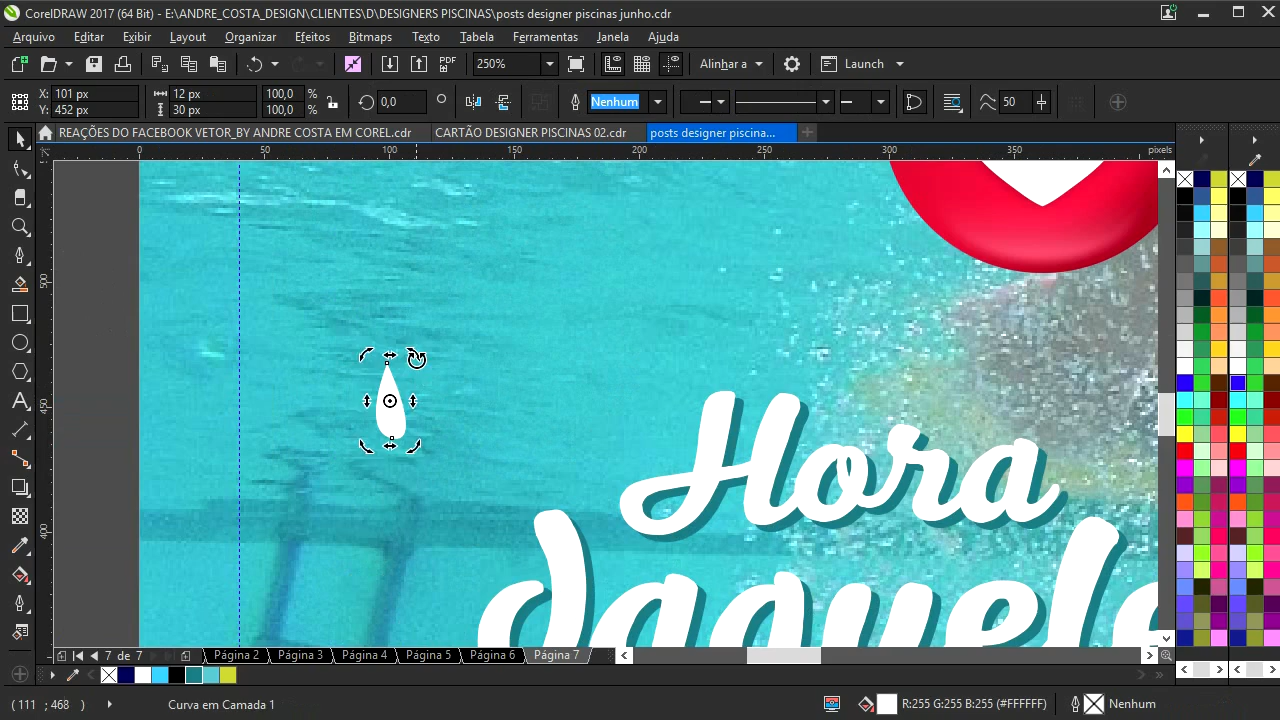 CorelDRAW 2017 (64 Bit) - E:\ANDRE_COSTA_DESIGN\CLIENTES\D\DESIGNERS PISCINAS\posts designer piscinas junho.cdr
Arquivo Editar Exibir Layout Organizar Efeitos Bitmaps Texto Tabela Ferramentas Janela Ajuda
PDF 250% Alinhar a Launch
X: 101 px 12 px 100,0 % 0,0 ° Nenhum 50
Y: 452 px 30 px 100,0 %
REAÇÕES DO FACEBOOK VETOR_BY ANDRE COSTA EM COREL.cdr CARTÃO DESIGNER PISCINAS 02.cdr posts designer piscina...
0 50 100 150 200 250 300 350 pixels
500
450
400
Hora
daquela
7 de 7 Página 2 Página 3 Página 4 Página 5 Página 6 Página 7
( 111 ; 468 ) Curva em Camada 1 R:255 G:255 B:255 (#FFFFFF) Nenhum